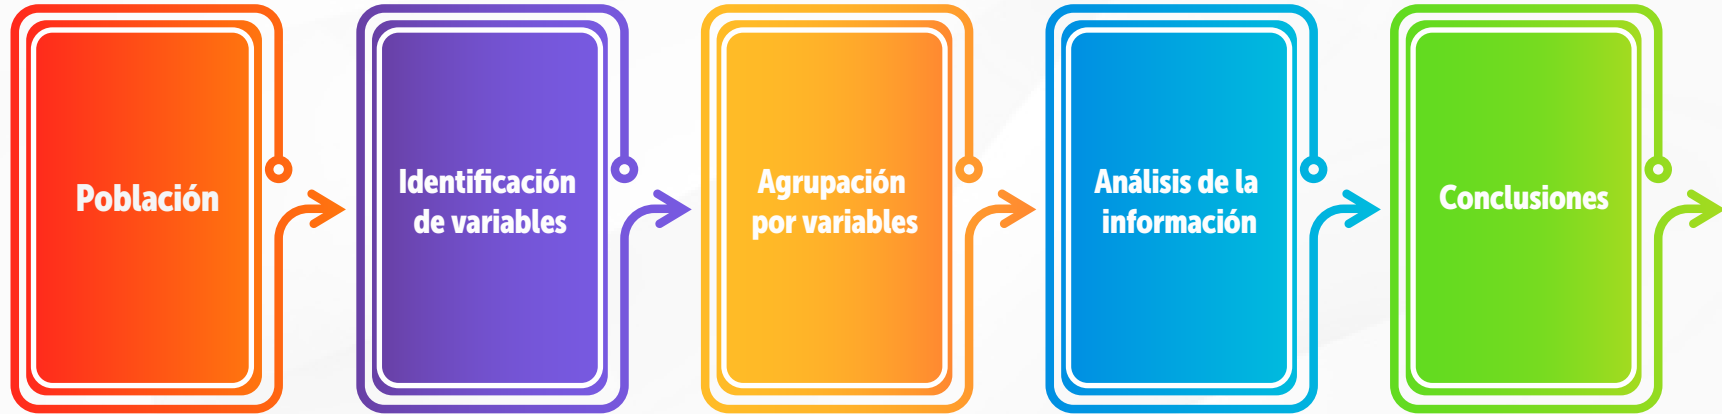 Población
Identificación
de variables
Agrupación
por variables
Análisis de la
información
Conclusiones